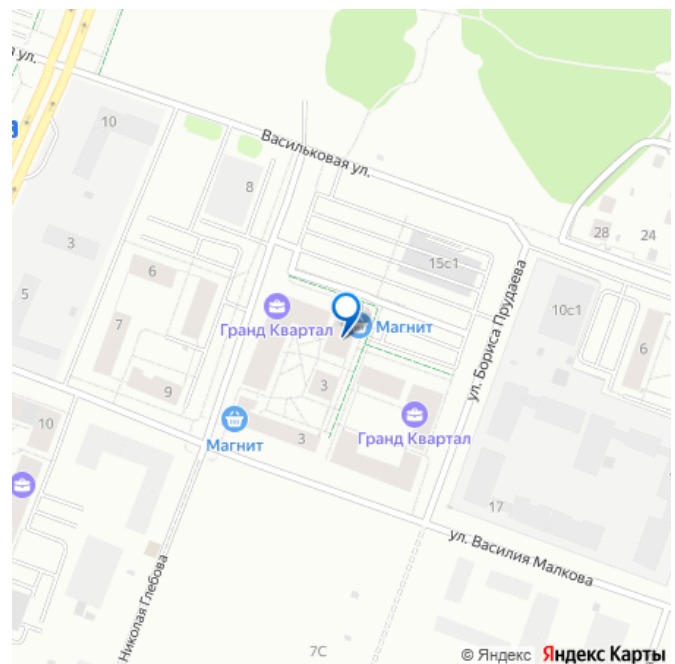 я ул.
10
Васильковая ул.
8
15с1
28
24
3
5
6
7
9
Гранд Квартал
Магнит
3
ул. Бориса Прудаева
10с1
6
10
Магнит
3
Гранд Квартал
17
ул. Василия Малкова
Николая Глебова
7С
© Яндекс Яндекс Карты